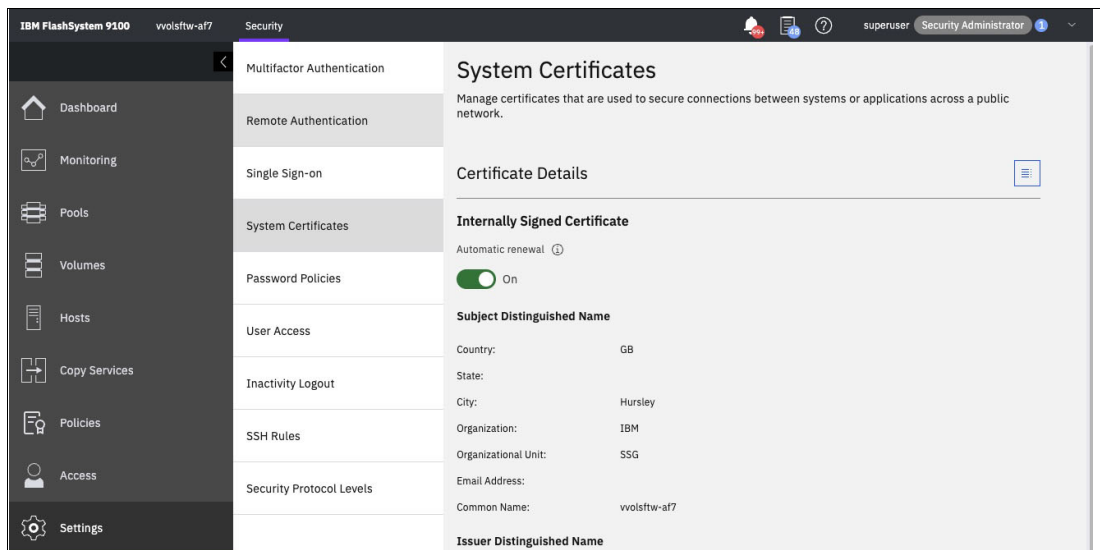 IBM FlashSystem 9100 vvolsftw-af7 Security 99+ 48 superuser Security Administrator 1
Dashboard
Monitoring
Pools
Volumes
Hosts
Copy Services
Policies
Access
Settings
Multifactor Authentication
Remote Authentication
Single Sign-on
System Certificates
Password Policies
User Access
Inactivity Logout
SSH Rules
Security Protocol Levels
System Certificates
Manage certificates that are used to secure connections between systems or applications across a public
network.
Certificate Details
Internally Signed Certificate
Automatic renewal
On
Subject Distinguished Name
Country: GB
State:
City: Hursley
Organization: IBM
Organizational Unit: SSG
Email Address:
Common Name: vvolsftw-af7
Issuer Distinguished Name